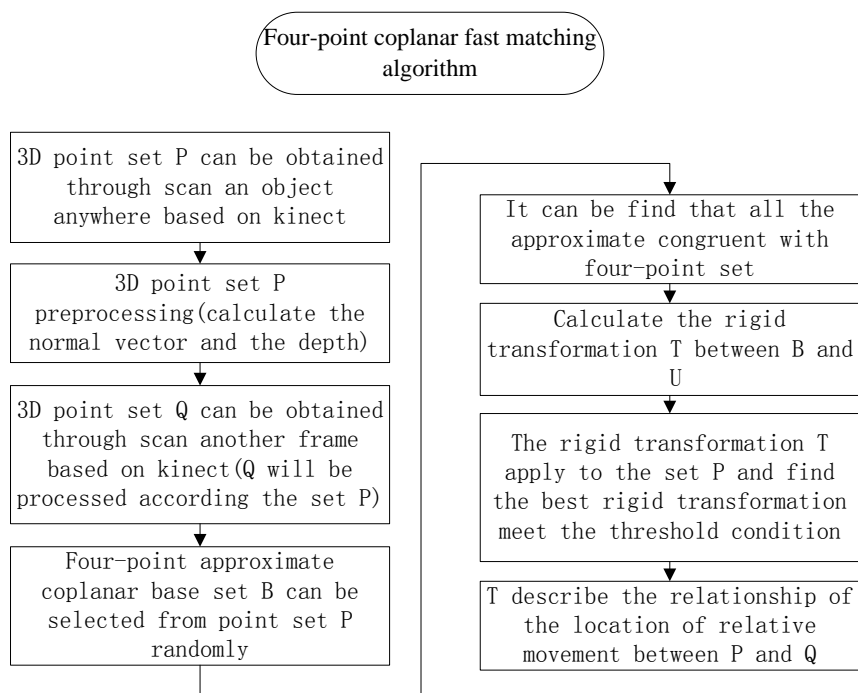 Four-point coplanar fast matching
algorithm
3D point set P can be obtained
through scan an object
anywhere based on kinect
3D point set P
preprocessing(calculate the
normal vector and the depth)
3D point set Q can be obtained
through scan another frame
based on kinect(Q will be
processed according the set P)
Four-point approximate
coplanar base set B can be
selected from point set P
randomly
It can be find that all the
approximate congruent with
four-point set
Calculate the rigid
transformation T between B and
U
The rigid transformation T
apply to the set P and find
the best rigid transformation
meet the threshold condition
T describe the relationship of
the location of relative
movement between P and Q